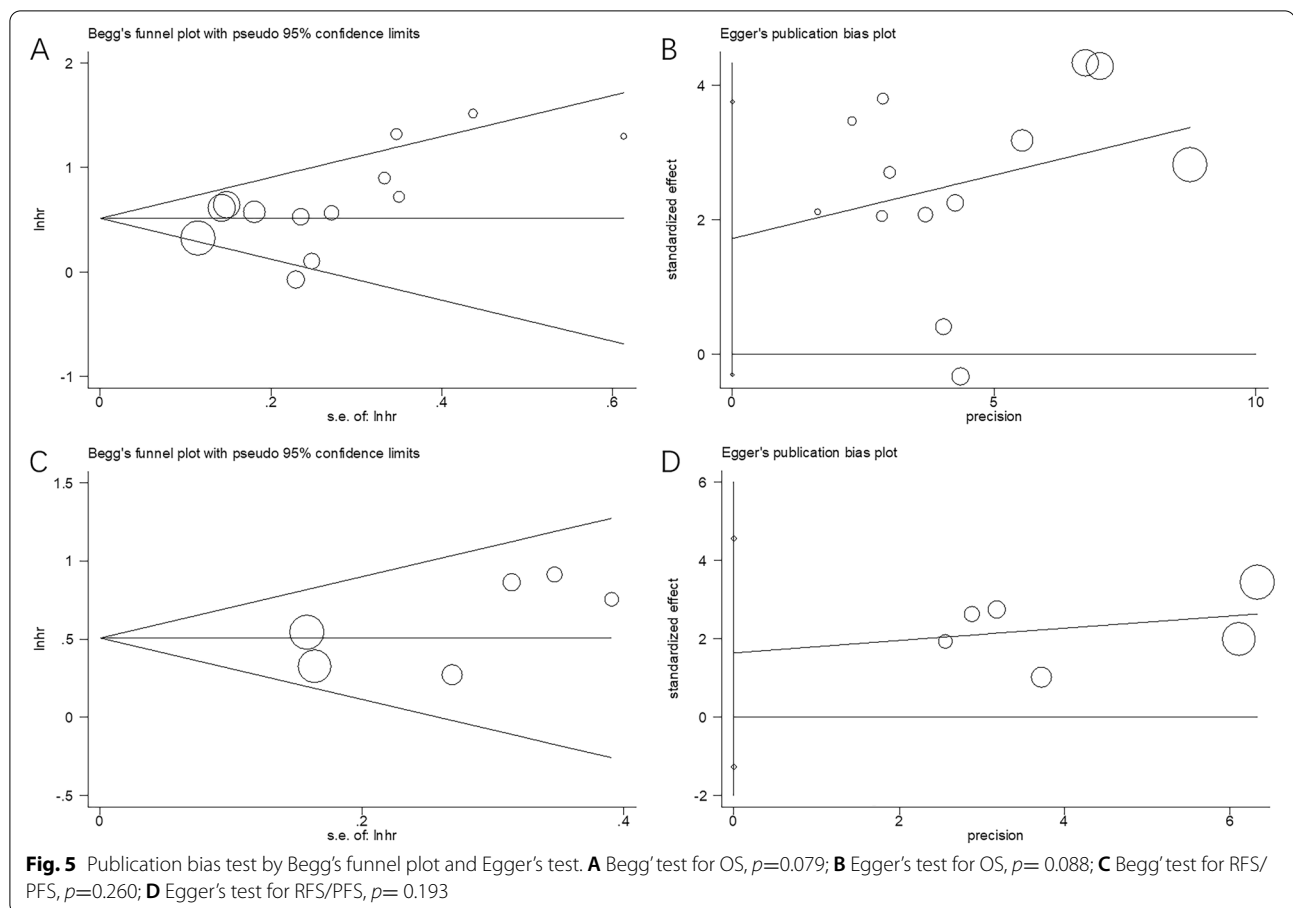 A
Begg's funnel plot with pseudo 95% confidence limits
2
1
0
-1
lnhr
0
.2
.4
.6
s.e. of: lnhr
B
Egger's publication bias plot
4
2
0
standardized effect
0
5
10
precision
C
Begg's funnel plot with pseudo 95% confidence limits
1.5
1
.5
0
-.5
lnhr
0
.2
.4
s.e. of: lnhr
D
Egger's publication bias plot
6
4
2
0
-2
standardized effect
0
2
4
6
precision
Fig. 5 Publication bias test by Begg's funnel plot and Egger's test. A Begg' test for OS, p=0.079; B Egger's test for OS, p= 0.088; C Begg' test for RFS/
PFS, p=0.260; D Egger's test for RFS/PFS, p= 0.193